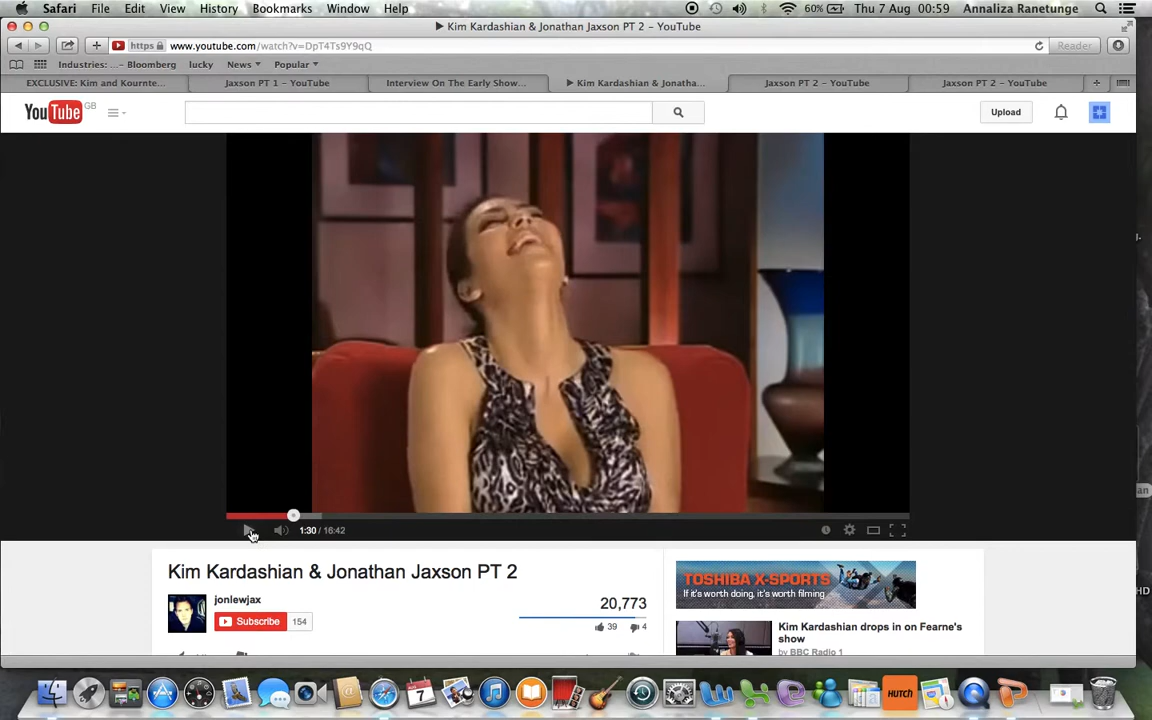 Safari File Edit View History Bookmarks Window Help 60% Thu 7 Aug 00:59 Annaliza Ranetunge
▶ Kim Kardashian & Jonathan Jaxson PT 2 - YouTube
https www.youtube.com/watch?v=DpT4Ts9Y9qQ Reader
Industries: ... – Bloomberg lucky News Popular
EXCLUSIVE: Kim and Kournte... Jaxson PT 1 - YouTube Interview On The Early Show... ▶ Kim Kardashian & Jonatha... Jaxson PT 2 - YouTube Jaxson PT 2 - YouTube
YouTube GB Upload
1:30 / 16:42
Kim Kardashian & Jonathan Jaxson PT 2
jonlewjax
Subscribe 154
20,773
39 4
TOSHIBA X-SPORTS
If it's worth doing, it's worth filming
Kim Kardashian drops in on Fearne's
show
by BBC Radio 1
HD
7
HUTCH